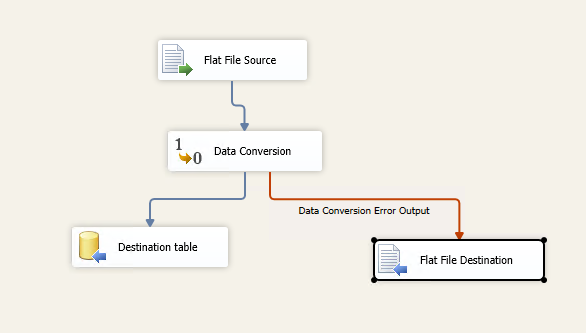 Flat File Source
1
0
Data Conversion
Data Conversion Error Output
Destination table
Flat File Destination